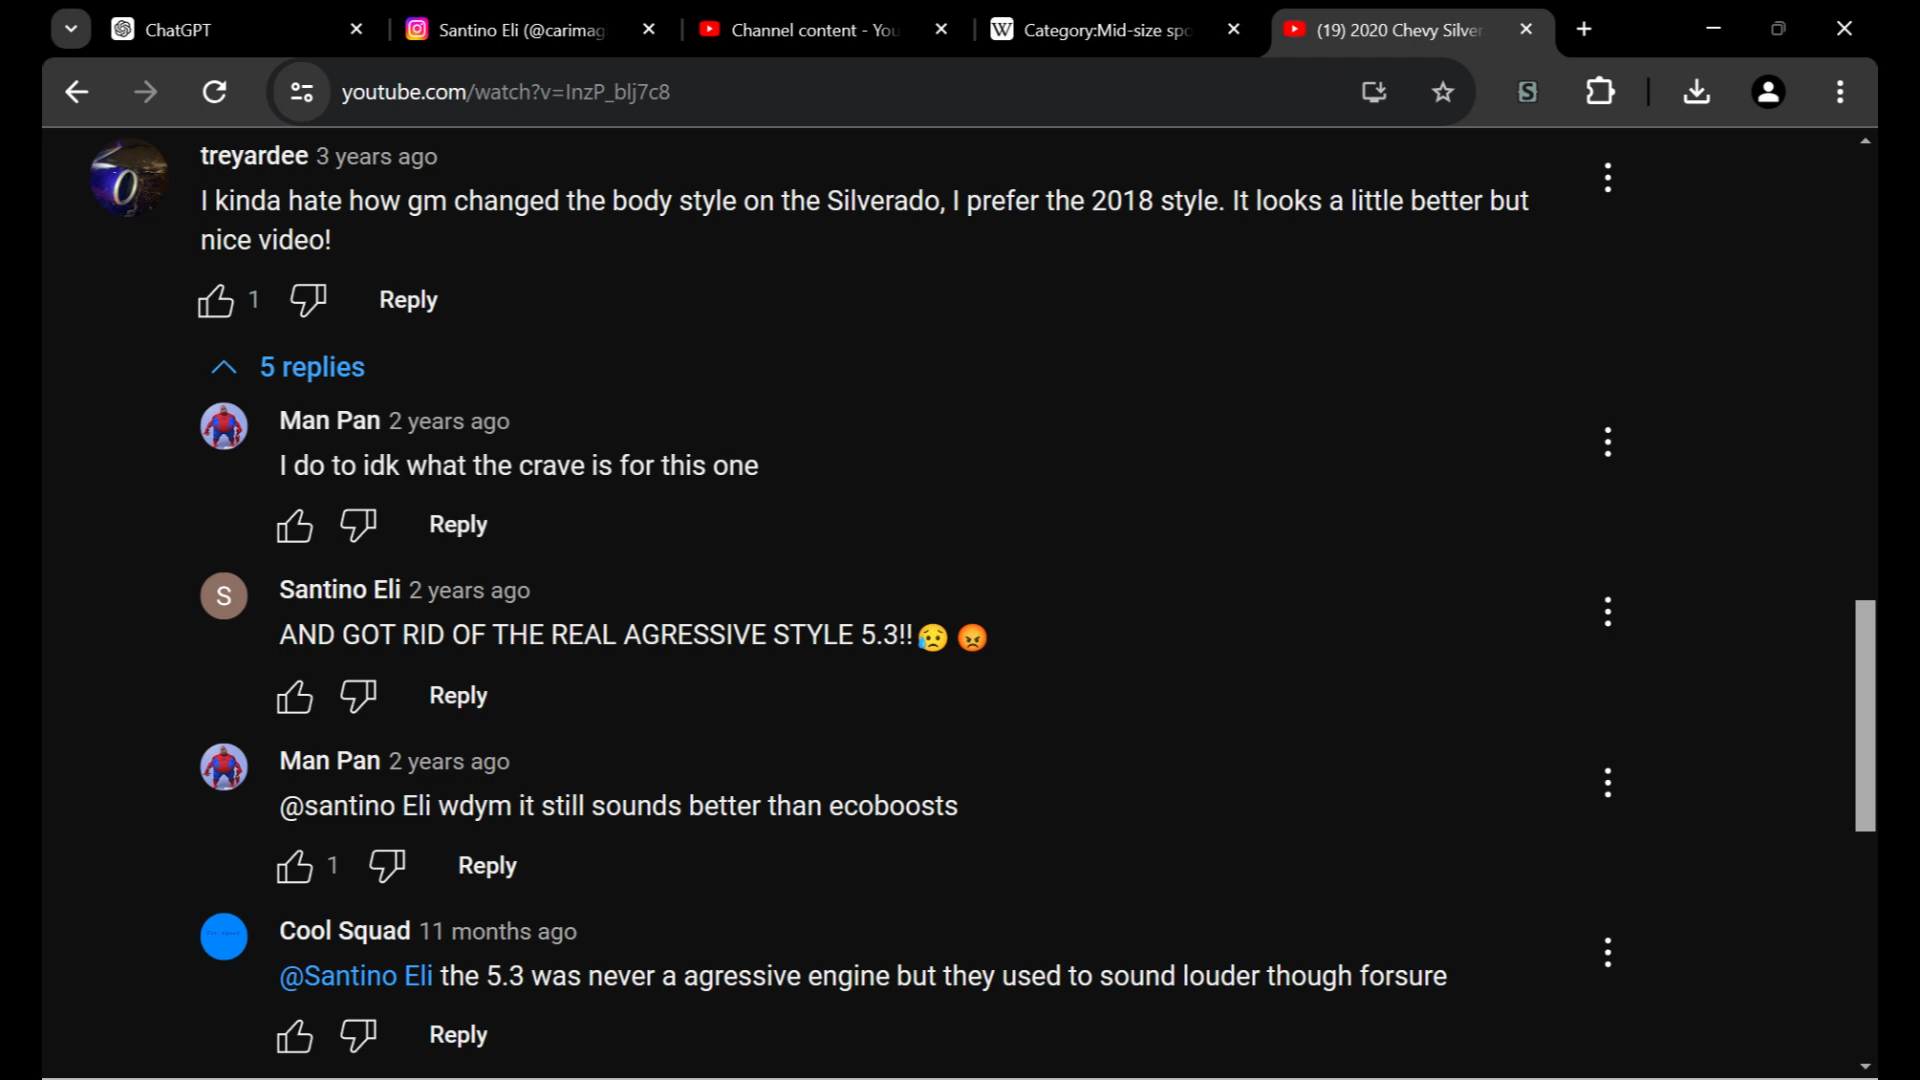 ChatGPT
Santino Eli (@carimag
Channel content - You
Category:Mid-size spo
(19) 2020 Chevy Silver
youtube.com/watch?v=InzP_blj7c8
treyardee 3 years ago
I kinda hate how gm changed the body style on the Silverado, I prefer the 2018 style. It looks a little better but
nice video!
1 Reply
5 replies
Man Pan 2 years ago
I do to idk what the crave is for this one
Reply
S
Santino Eli 2 years ago
AND GOT RID OF THE REAL AGRESSIVE STYLE 5.3!!😥😡
Reply
Man Pan 2 years ago
@santino Eli wdym it still sounds better than ecoboosts
1 Reply
Cool Squad 11 months ago
@Santino Eli the 5.3 was never a agressive engine but they used to sound louder though forsure
Reply